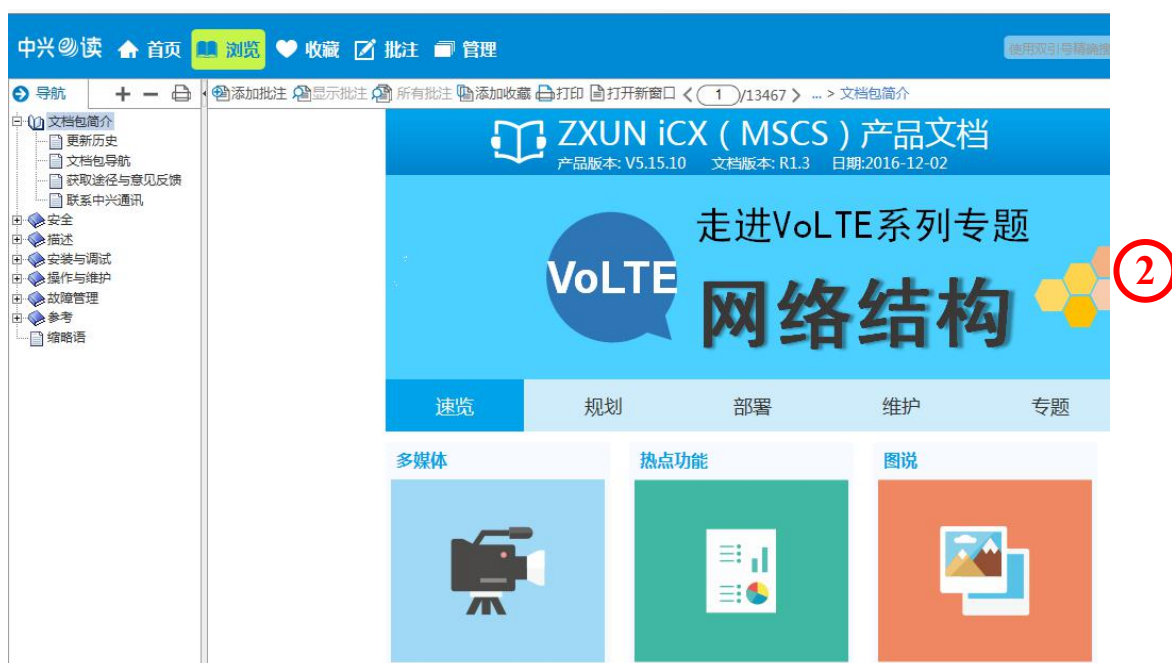 中兴e读 首页 浏览 收藏 批注 管理 使用双引号精确搜
导航 添加批注 显示批注 所有批注 添加收藏 打印 打开新窗口 1 /13467 ... > 文档包简介
文档包简介
更新历史
文档包导航
获取途径与意见反馈
联系中兴通讯
安全
描述
安装与调试
操作与维护
故障管理
参考
缩略语
ZXUN iCX（MSCS）产品文档
产品版本: V5.15.10 文档版本: R1.3 日期:2016-12-02
走进VoLTE系列专题
VoLTE
网络结构
2
速览 规划 部署 维护 专题
多媒体 热点功能 图说